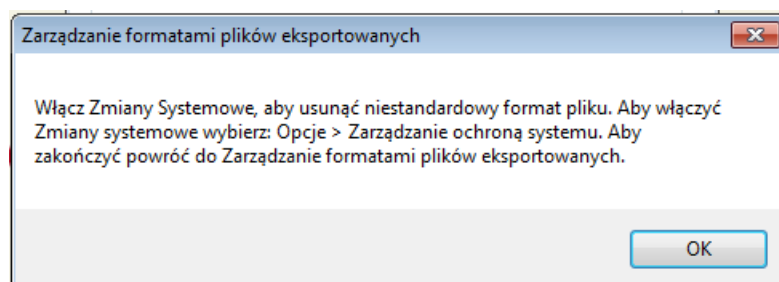 Zarządzanie formatami plików eksportowanych
Włącz Zmiany Systemowe, aby usunąć niestandardowy format pliku. Aby włączyć
Zmiany systemowe wybierz: Opcje > Zarządzanie ochroną systemu. Aby
zakończyć powróć do Zarządzanie formatami plików eksportowanych.
OK